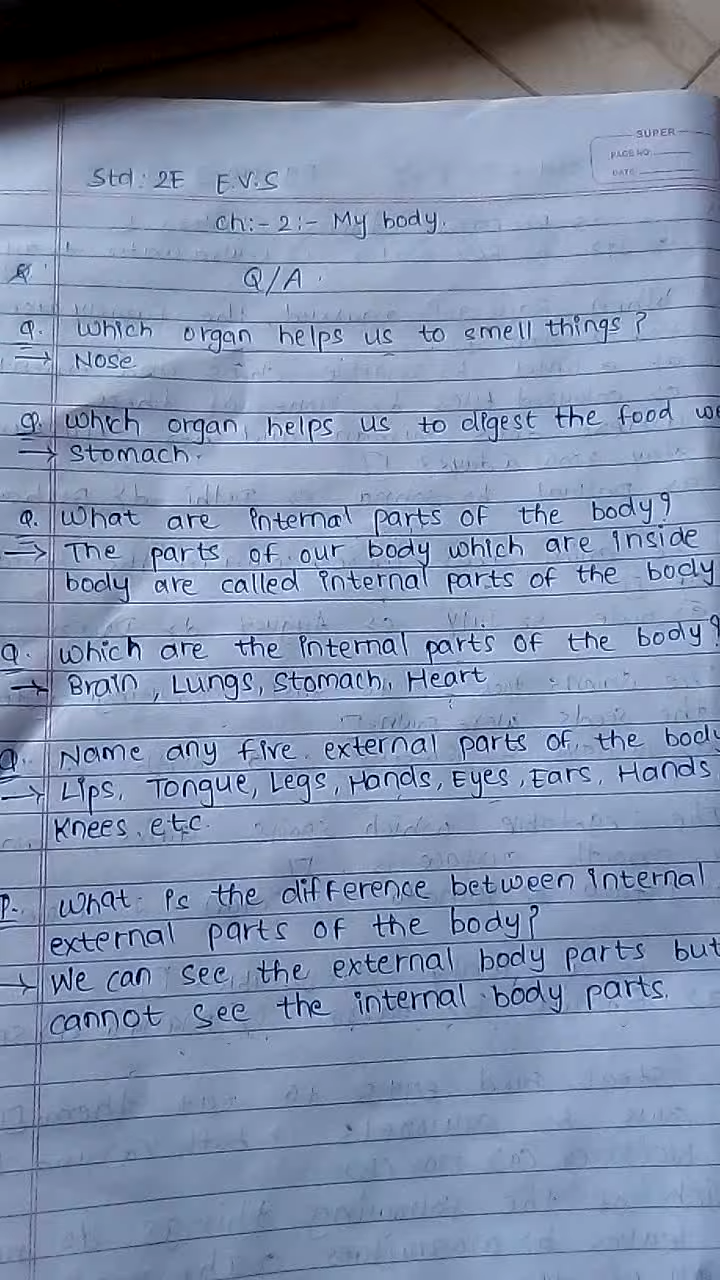 SUPER
PAGE NO.
DATE
Std: 2E E.V.S
Ch:- 2:- My body.
Q/A.
Q. Which organ helps us to smell things?
→ Nose
Q. Which organ helps us to digest the food we
→ Stomach.
Q. What are internal parts of the body?
→ The parts of our body which are inside
body are called internal parts of the body
Q. Which are the internal parts of the body?
→ Brain, Lungs, Stomach, Heart
Q. Name any five external parts of the body
→ Lips, Tongue, Legs, Hands, Eyes, Ears, Hands
Knees, etc.
What is the difference between internal
external parts of the body?
→ We can see the external body parts but
cannot see the internal body parts.